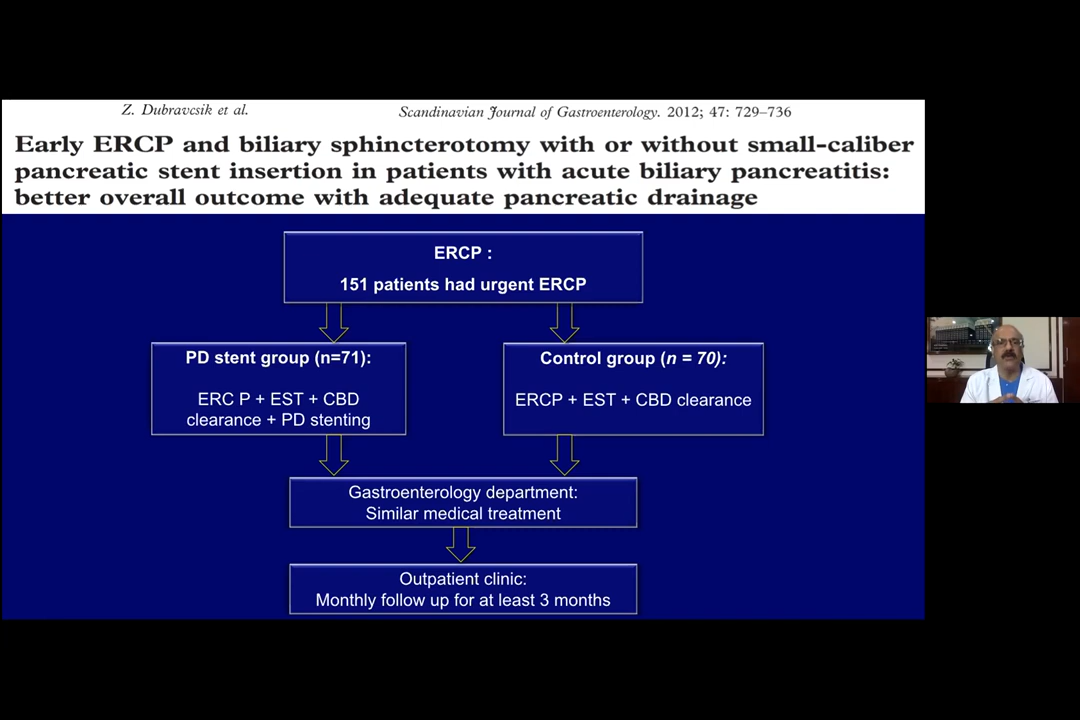 Z. Dubravcsik et al.
Scandinavian Journal of Gastroenterology. 2012; 47: 729–736
Early ERCP and biliary sphincterotomy with or without small-caliber
pancreatic stent insertion in patients with acute biliary pancreatitis:
better overall outcome with adequate pancreatic drainage
ERCP :
151 patients had urgent ERCP
PD stent group (n=71):
ERC P + EST + CBD
clearance + PD stenting
Control group (n = 70):
ERCP + EST + CBD clearance
Gastroenterology department:
Similar medical treatment
Outpatient clinic:
Monthly follow up for at least 3 months